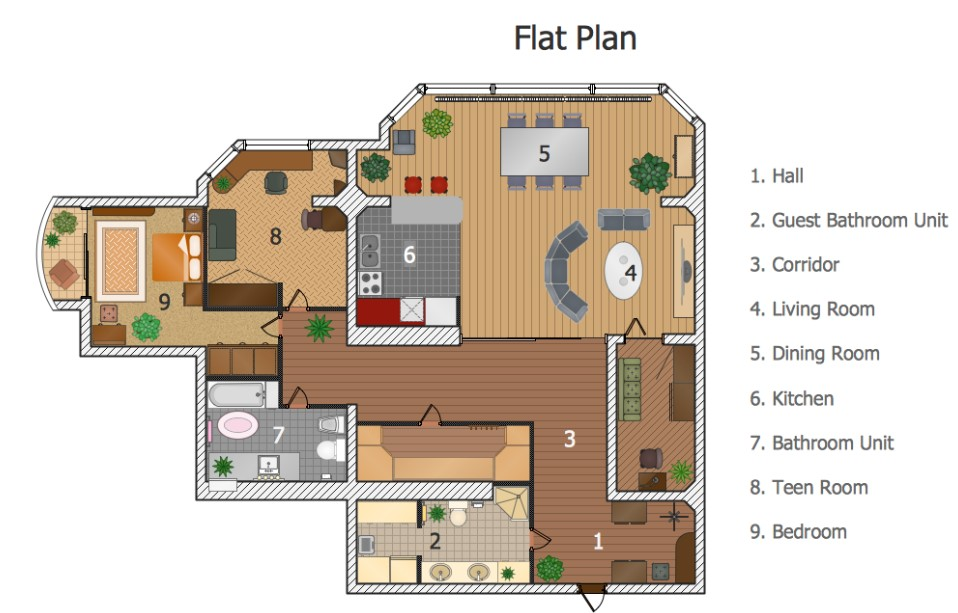 Flat Plan
5
8
6
4
9
7
3
2
1
1. Hall
2. Guest Bathroom Unit
3. Corridor
4. Living Room
5. Dining Room
6. Kitchen
7. Bathroom Unit
8. Teen Room
9. Bedroom